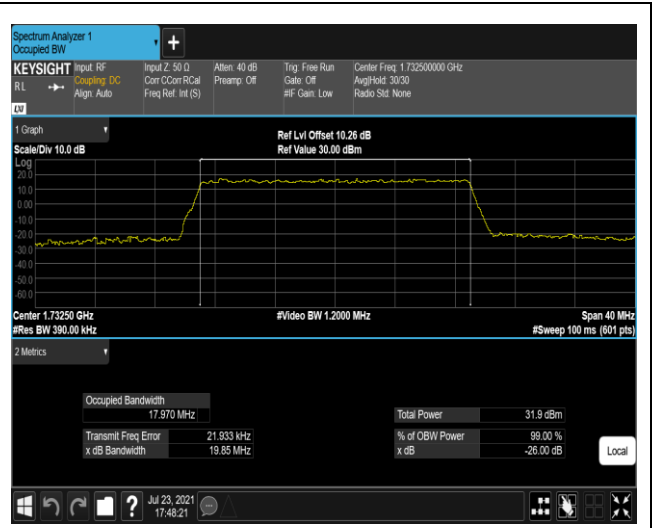 Spectrum Analyzer 1
Occupied BW
+
KEYSIGHT Input: RF Input Z: 50 Ω Atten: 40 dB Trig: Free Run Center Freq: 1.732500000 GHz
RL Coupling: DC Corr CCorr RCal Preamp: Off Gate: Off Avg|Hold: 30/30
Align: Auto Freq Ref: Int (S) #IF Gain: Low Radio Std: None
LXI
1 Graph
Ref Lvl Offset 10.26 dB
Scale/Div 10.0 dB Ref Value 30.00 dBm
Log
20.0
10.0
0.00
-10.0
-20.0
-30.0
-40.0
-50.0
-60.0
Center 1.73250 GHz #Video BW 1.2000 MHz Span 40 MHz
#Res BW 390.00 kHz #Sweep 100 ms (601 pts)
2 Metrics
Occupied Bandwidth
17.970 MHz Total Power 31.9 dBm
Transmit Freq Error 21.933 kHz % of OBW Power 99.00 %
x dB Bandwidth 19.85 MHz x dB -26.00 dB
Local
? Jul 23, 2021
17:48:21